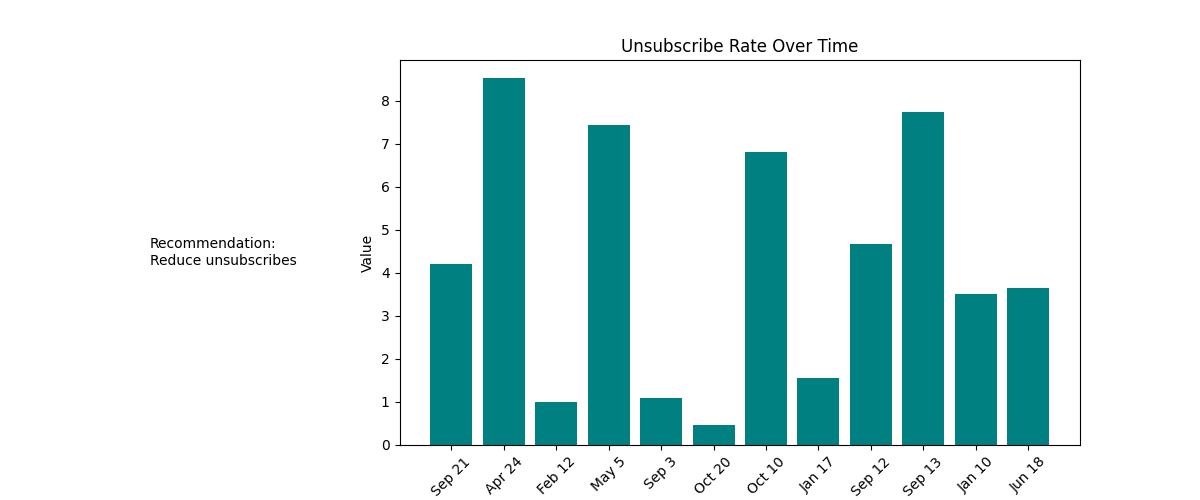 Unsubscribe Rate Over Time
Recommendation:
Reduce unsubscribes
Value
8
7
6
5
4
3
2
1
0
Sep 21
Apr 24
Feb 12
May 5
Sep 3
Oct 20
Oct 10
Jan 17
Sep 12
Sep 13
Jan 10
Jun 18